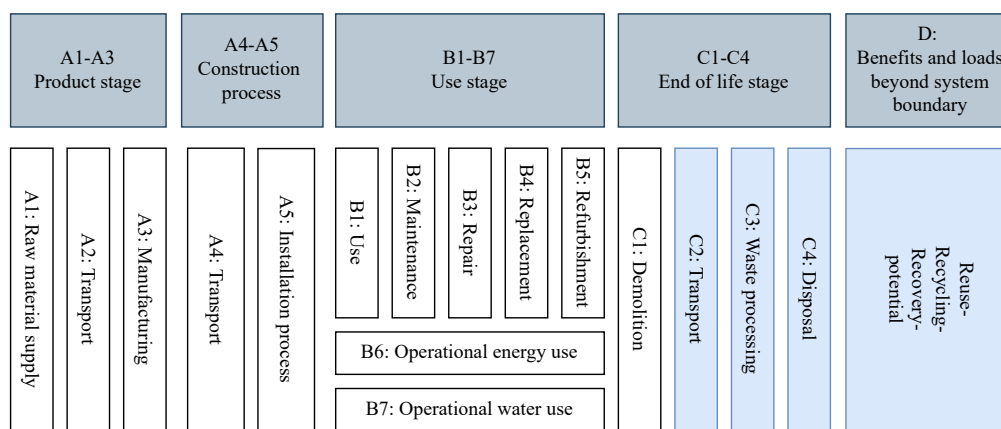 A1-A3
Product stage
A4-A5
Construction
process
B1-B7
Use stage
C1-C4
End of life stage
D:
Benefits and loads
beyond system
boundary
A1: Raw material supply
A2: Transport
A3: Manufacturing
A4: Transport
A5: Installation process
B1: Use
B2: Maintenance
B3: Repair
B4: Replacement
B5: Refurbishment
B6: Operational energy use
B7: Operational water use
C1: Demolition
C2: Transport
C3: Waste processing
C4: Disposal
Reuse-
Recycling-
Recovery-
potential